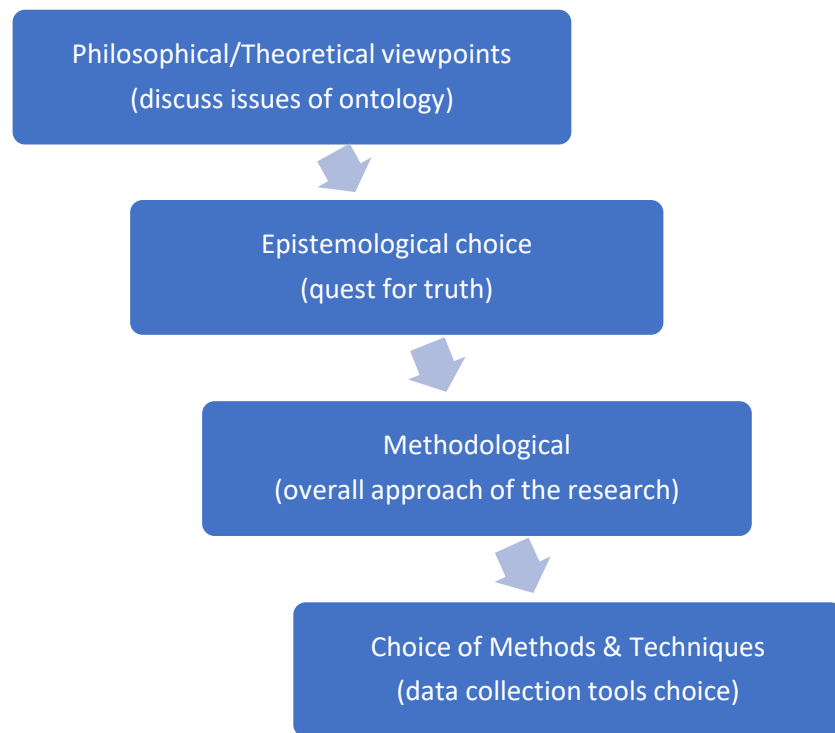 Philosophical/Theoretical viewpoints
(discuss issues of ontology)
Epistemological choice
(quest for truth)
Methodological
(overall approach of the research)
Choice of Methods & Techniques
(data collection tools choice)